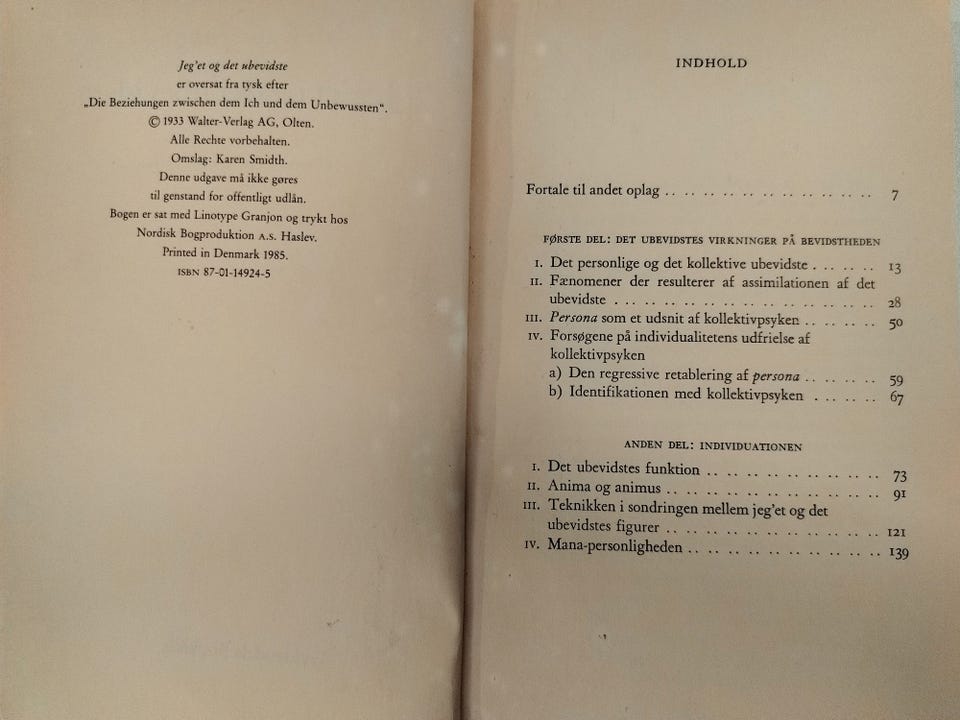 Jeg'et og det ubevidste
er oversat fra tysk efter
„Die Beziehungen zwischen dem Ich und dem Unbewussten“.
© 1933 Walter-Verlag AG, Olten.
Alle Rechte vorbehalten.
Omslag: Karen Smidth.
Denne udgave må ikke gøres
til genstand for offentligt udlån.
Bogen er sat med Linotype Granjon og trykt hos
Nordisk Bogproduktion A.S. Haslev.
Printed in Denmark 1985.
ISBN 87-01-14924-5
INDHOLD
Fortale til andet oplag .. .. .. .. .. .. .. .. .. .. .. 7
FØRSTE DEL: DET UBEVIDSTES VIRKNINGER PÅ BEVIDSTHEDEN
I. Det personlige og det kollektive ubevidste . .. .. .. 13
II. Fænomener der resulterer af assimilationen af det
ubevidste . .. .. .. .. .. .. .. .. .. .. .. .. .. 28
III. Persona som et udsnit af kollektivpsyken .. .. .. .. 50
IV. Forsøgene på individualitetens udfrielse af
kollektivpsyken
a) Den regressive retablering af persona .. .. .. .. 59
b) Identifikationen med kollektivpsyken . .. .. .. 67
ANDEN DEL: INDIVIDUATIONEN
I. Det ubevidstes funktion .. .. .. .. .. .. .. .. .. 73
II. Anima og animus .. .. .. .. .. .. .. .. .. .. .. 91
III. Teknikken i sondringen mellem jeg'et og det
ubevidstes figurer .. .. .. .. .. .. .. .. .. .. .. 121
IV. Mana-personligheden .. .. .. .. .. .. .. .. .. .. 139